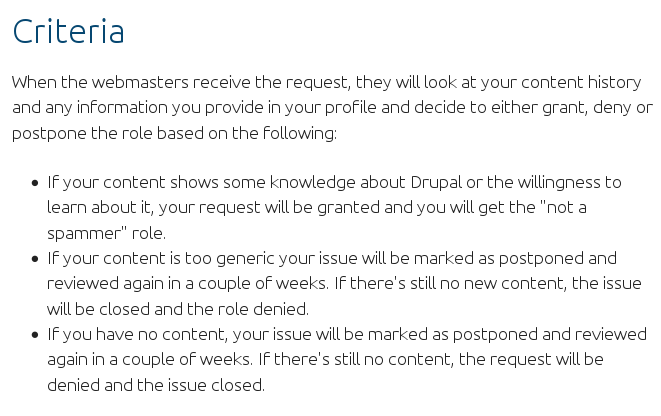 Criteria
When the webmasters receive the request, they will look at your content history
and any information you provide in your profile and decide to either grant, deny or
postpone the role based on the following:
• If your content shows some knowledge about Drupal or the willingness to
learn about it, your request will be granted and you will get the "not a
spammer" role.
• If your content is too generic your issue will be marked as postponed and
reviewed again in a couple of weeks. If there's still no new content, the issue
will be closed and the role denied.
• If you have no content, your issue will be marked as postponed and reviewed
again in a couple of weeks. If there's still no content, the request will be
denied and the issue closed.